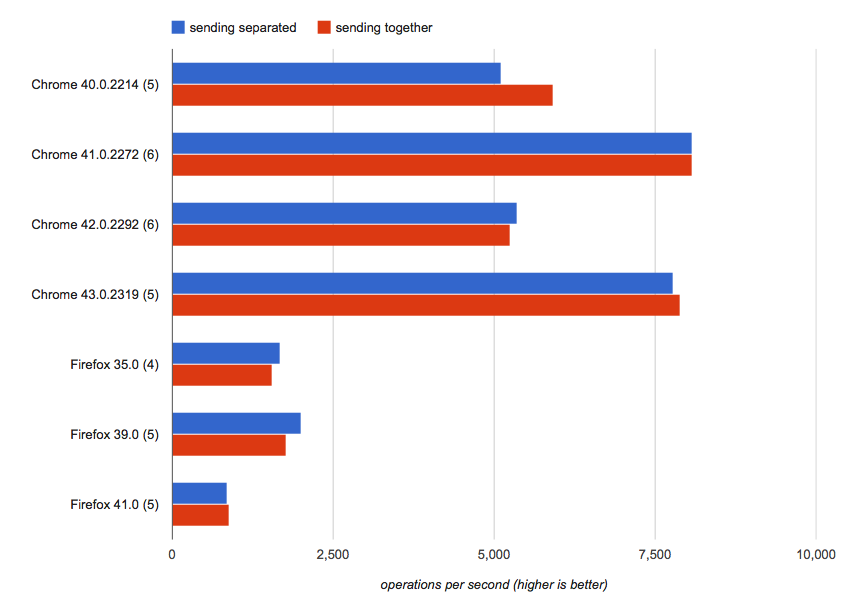 sending separated sending together
Chrome 40.0.2214 (5)
Chrome 41.0.2272 (6)
Chrome 42.0.2292 (6)
Chrome 43.0.2319 (5)
Firefox 35.0 (4)
Firefox 39.0 (5)
Firefox 41.0 (5)
0 2,500 5,000 7,500 10,000
operations per second (higher is better)